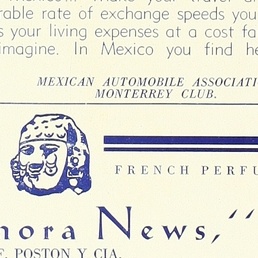 rable rate of exchange speeds you
your living expenses at a cost fa
imagine. In Mexico you find he
MEXICAN AUTOMOBILE ASSOCIATI
MONTERREY CLUB.
FRENCH PERFU
nora News,"
F. POSTON Y CIA.